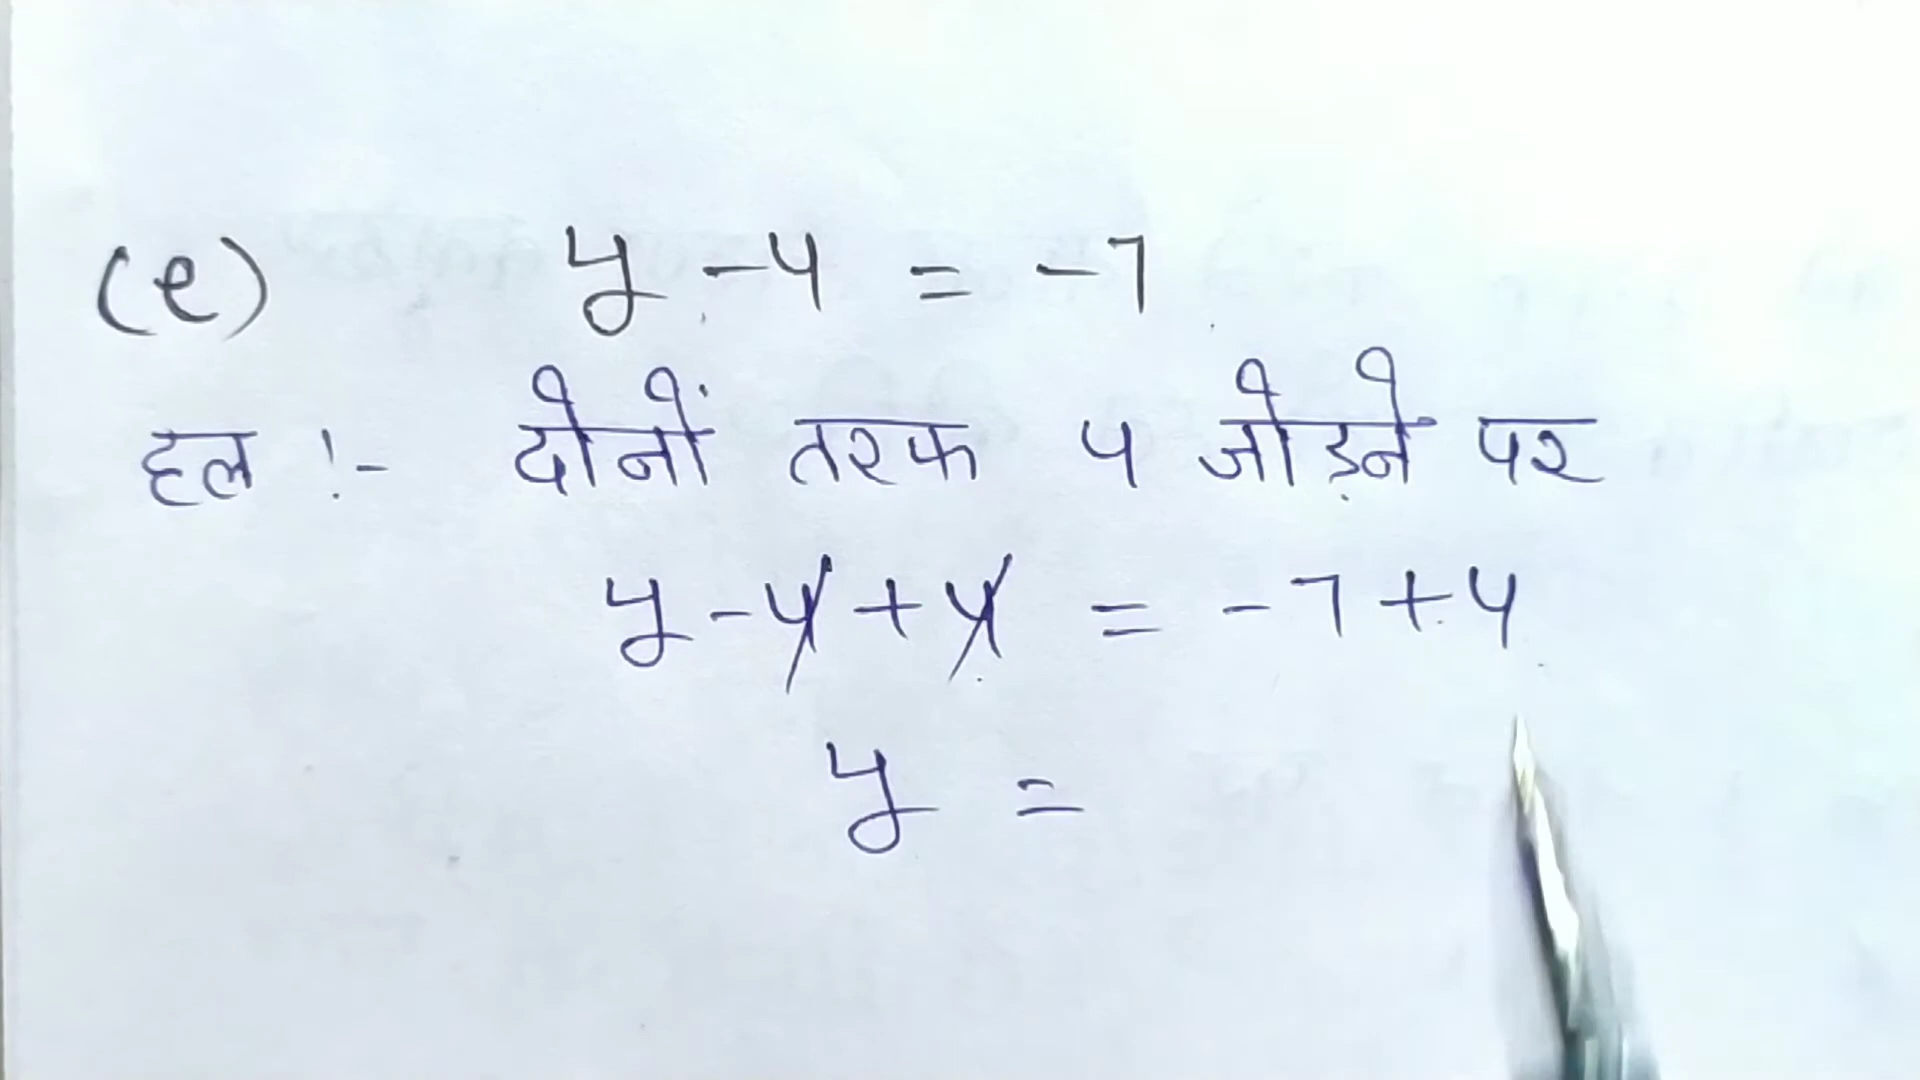 (e) y - 4 = -7
हल :- दोनों तरफ 4 जोड़ने पर
y - 4 + 4 = -7 + 4
y =